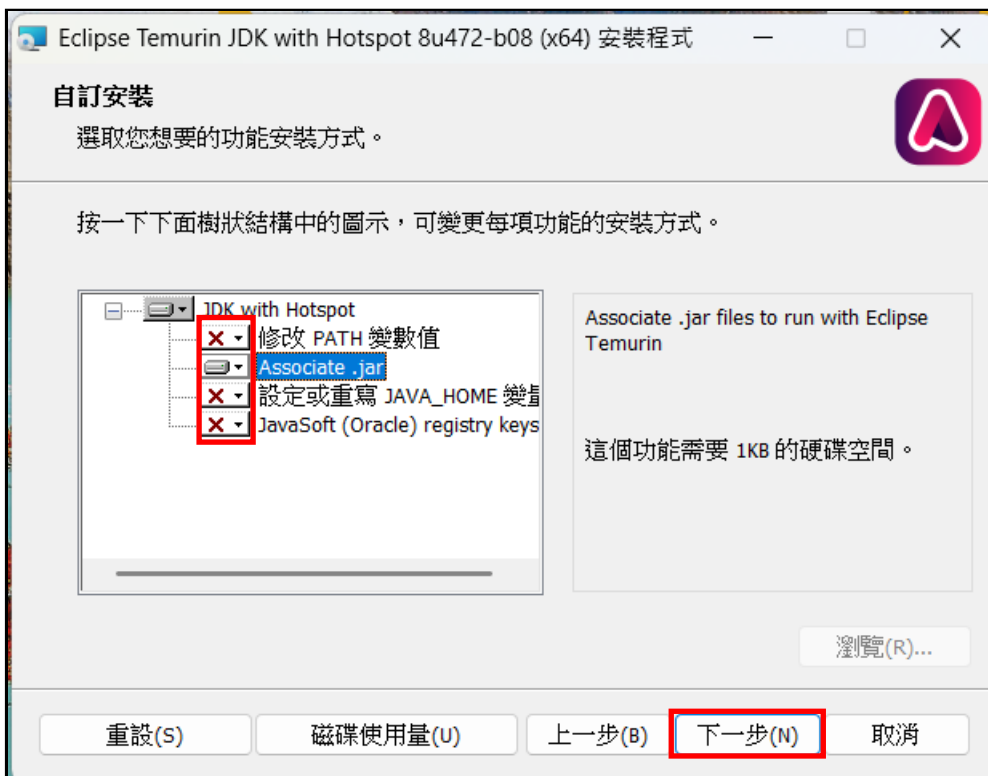 Eclipse Temurin JDK with Hotspot 8u472-b08 (x64) 安裝程式
自訂安裝
選取您想要的功能安裝方式。
按一下下面樹狀結構中的圖示，可變更每項功能的安裝方式。
JDK with Hotspot
修改 PATH 變數值
Associate .jar
設定或重寫 JAVA_HOME 變量
JavaSoft (Oracle) registry keys
Associate .jar files to run with Eclipse
Temurin
這個功能需要 1KB 的硬碟空間。
瀏覽(R)...
重設(S)
磁碟使用量(U)
上一步(B)
下一步(N)
取消